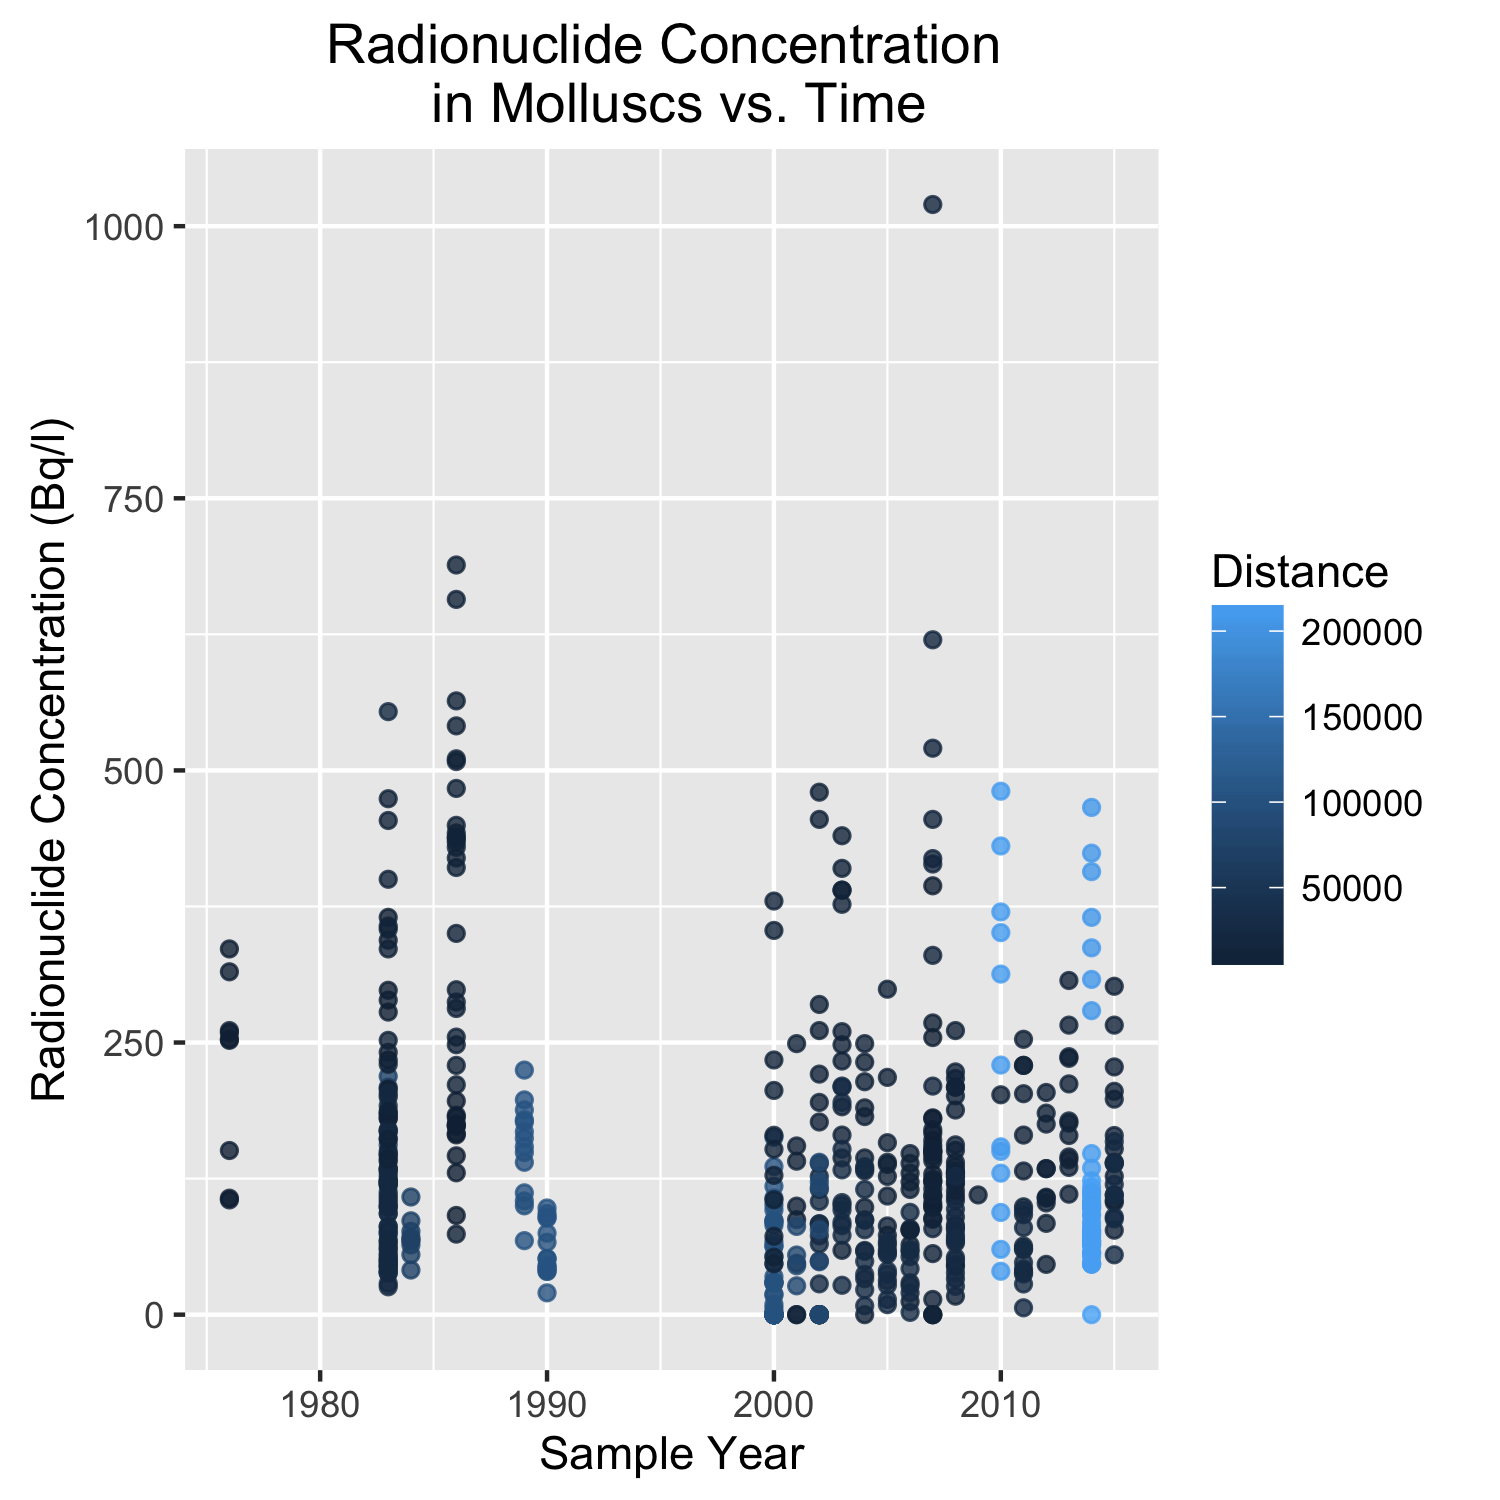 Radionuclide Concentration
in Molluscs vs. Time
Radionuclide Concentration (Bq/l)
1000
750
500
250
0
1980 1990 2000 2010
Sample Year
Distance
200000
150000
100000
50000